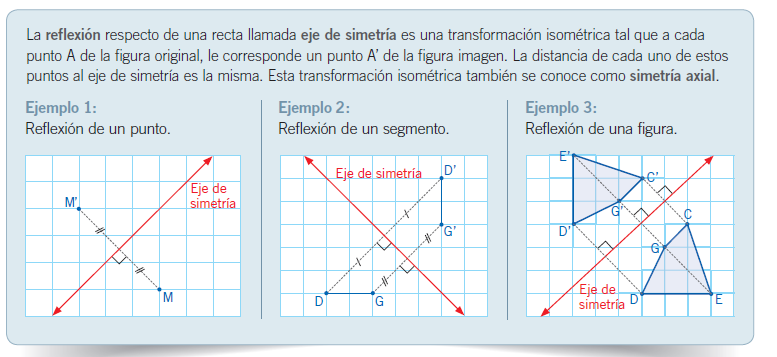 La reflexión respecto de una recta llamada eje de simetría es una transformación isométrica tal que a cada
punto A de la figura original, le corresponde un punto A’ de la figura imagen. La distancia de cada uno de estos
puntos al eje de simetría es la misma. Esta transformación isométrica también se conoce como simetría axial.
Ejemplo 1:
Reflexión de un punto.
Eje de
simetría
M'
M
Ejemplo 2:
Reflexión de un segmento.
Eje de simetría
D'
G'
D
G
Ejemplo 3:
Reflexión de una figura.
E'
C'
G'
C
D'
G
Eje de
simetría
D
E